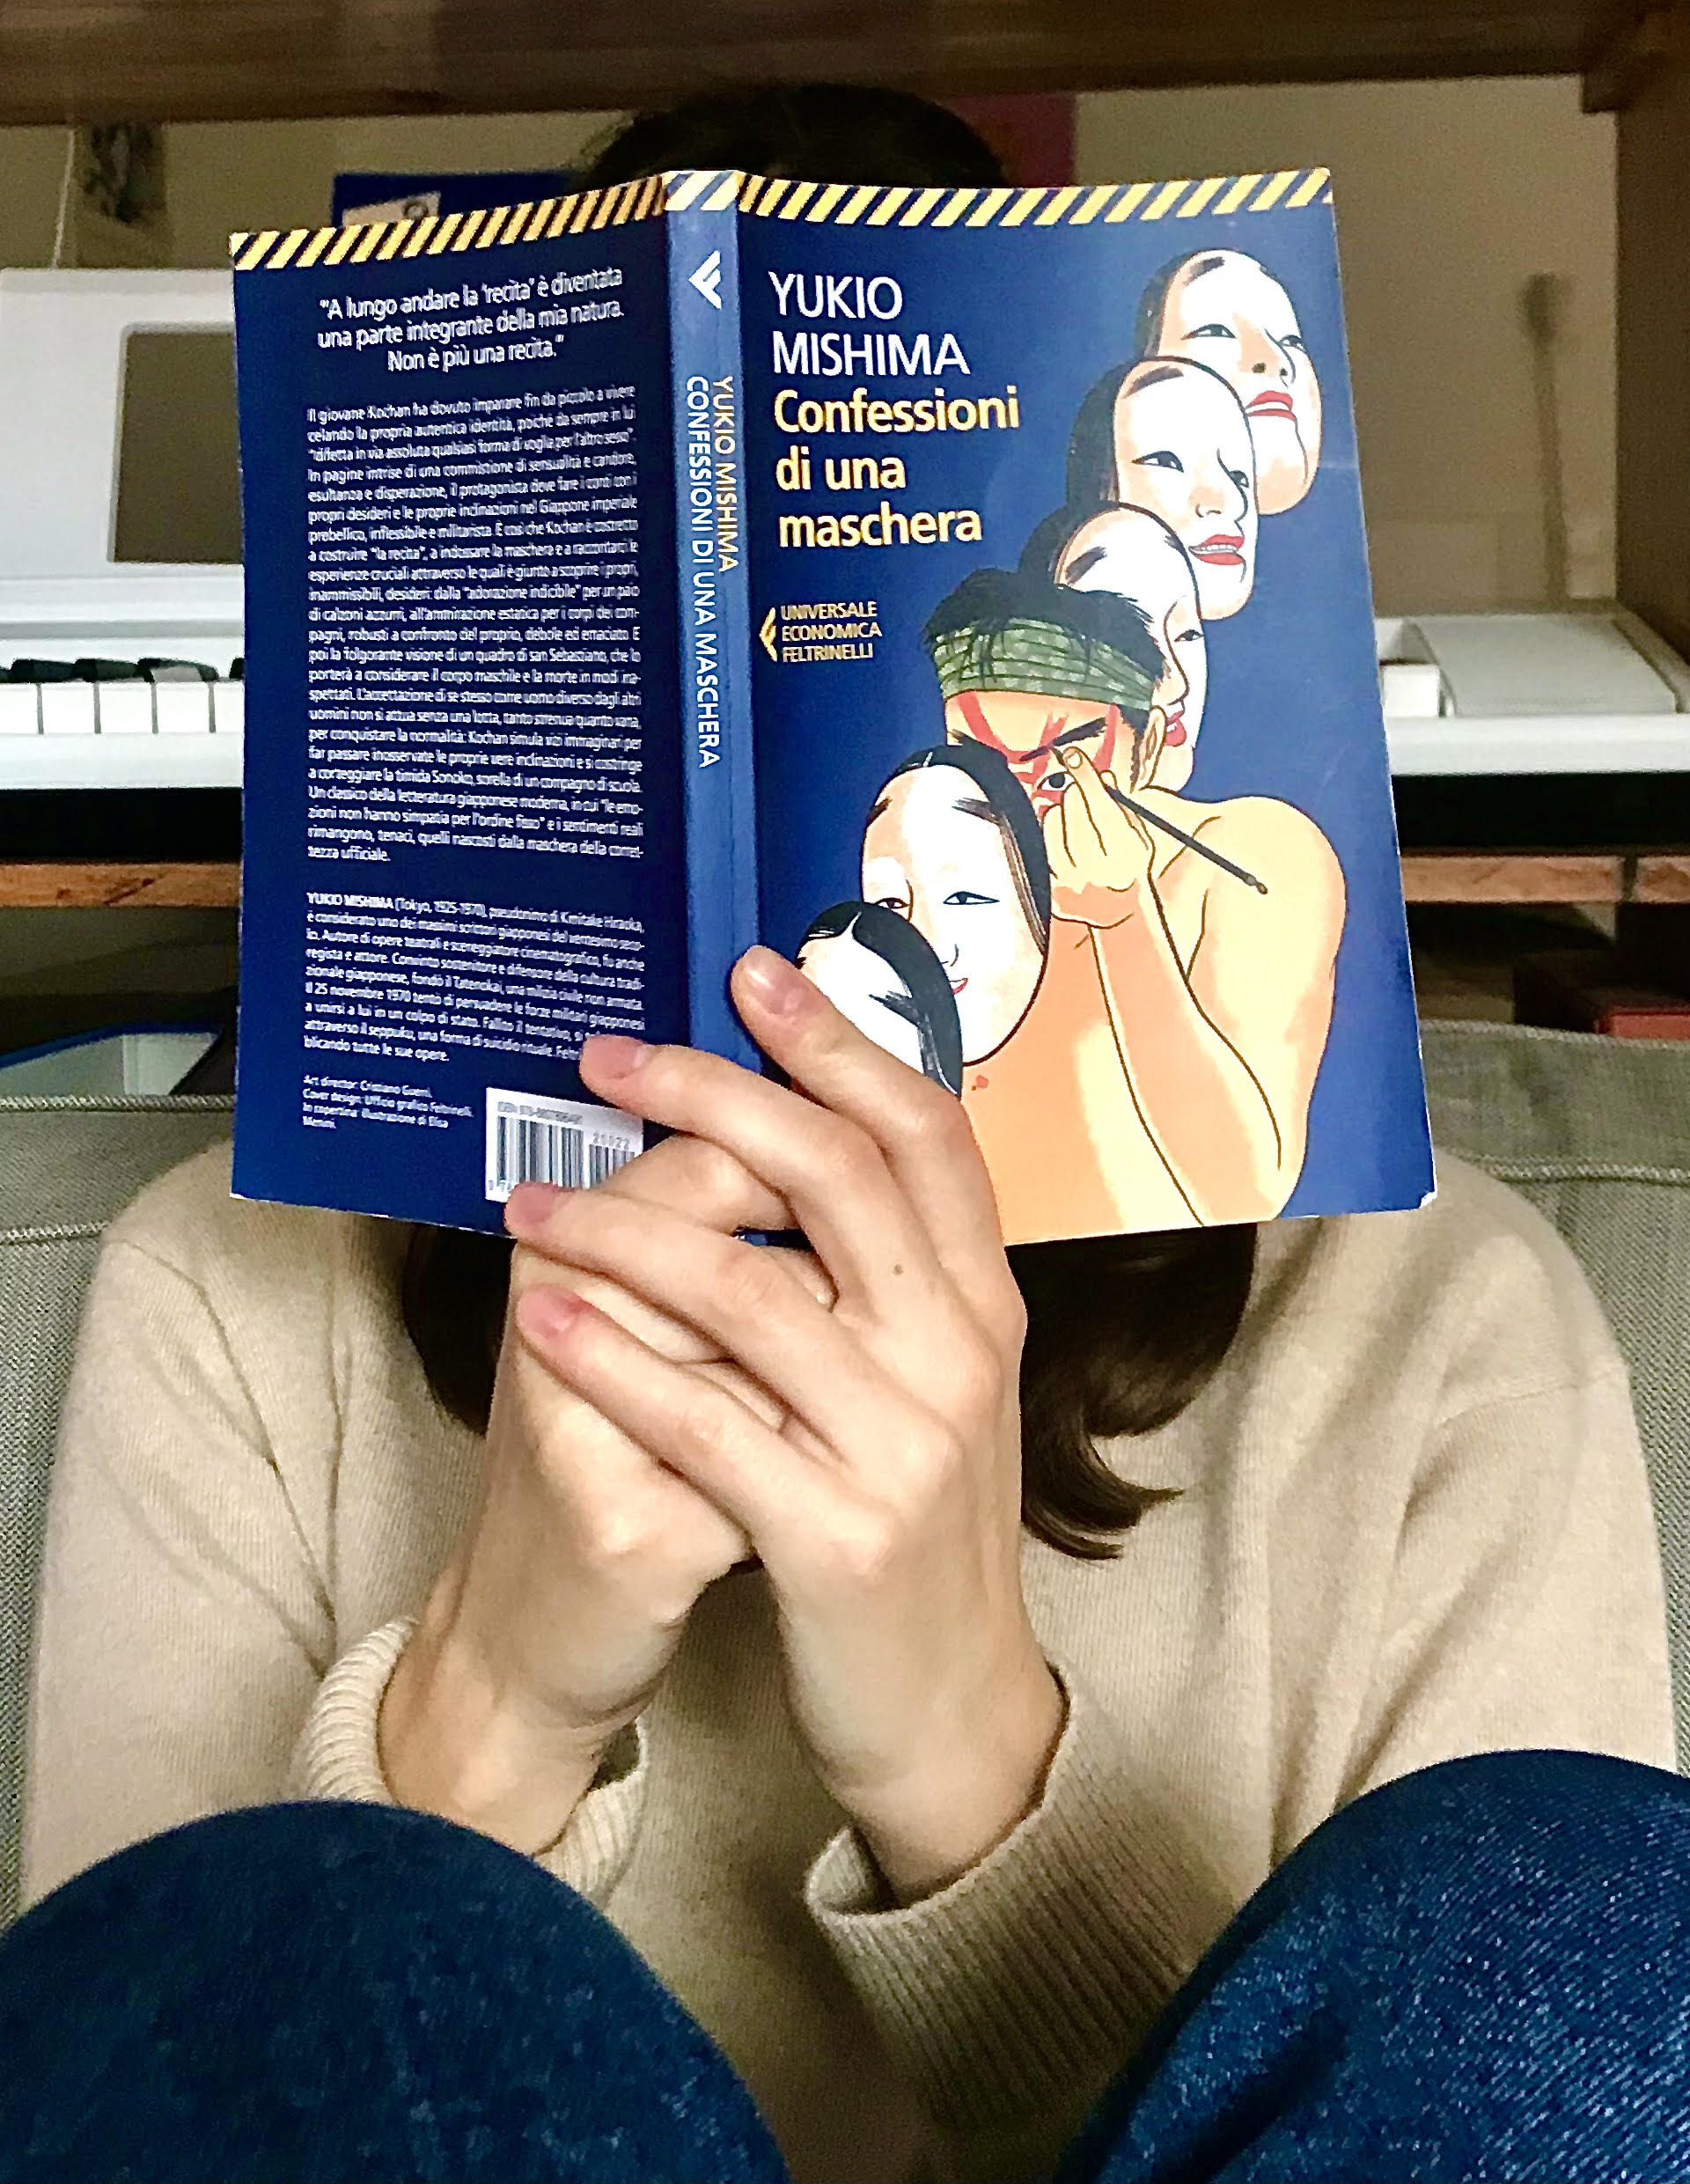 "A lungo andare la 'recita' è diventata
una parte integrante della mia natura.
Non è più una recita."
Il giovane Kochan ha dovuto imparare fin da piccolo a vivere
celando la propria autentica identità, poiché da sempre in lui
"difetta in via assoluta qualsiasi forma di voglia per l'altro sesso".
In pagine intrise di una commistione di sensualità e candore,
esultanza e disperazione, il protagonista deve fare i conti con i
propri desideri e le proprie inclinazioni nel Giappone imperiale
prebellico, inflessibile e militarista. È così che Kochan è costretto
a costruire "la recita", a indossare la maschera e a raccontarci le
esperienze cruciali attraverso le quali è giunto a scoprire i propri,
inammissibili, desideri: dalla "adorazione indicibile" per un paio
di calzoni azzurri, all'ammirazione estatica per i corpi dei com-
pagni, robusti a confronto del proprio, debole ed emaciato. E
poi la folgorante visione di un quadro di san Sebastiano, che lo
porterà a considerare il corpo maschile e la morte in modi ina-
spettati. L'accettazione di se stesso come uomo diverso dagli altri
uomini non si attua senza una lotta, tanto strenua quanto vana,
per conquistare la normalità: Kochan simula vizi immaginari per
far passare inosservate le proprie vere inclinazioni e si costringe
a corteggiare la timida Sonoko, sorella di un compagno di scuola.
Un classico della letteratura giapponese moderna, in cui "le emo-
zioni non hanno simpatia per l'ordine fisso" e i sentimenti reali
rimangono, tenaci, quelli nascosti dalla maschera della corret-
tezza ufficiale.
YUKIO MISHIMA (Tokyo, 1925-1970), pseudonimo di Kimitake Hiraoka,
è considerato uno dei massimi scrittori giapponesi del ventesimo seco-
lo. Autore di opere teatrali e sceneggiatore cinematografico, fu anche
regista e attore. Convinto sostenitore e difensore della cultura tradi-
zionale giapponese, fondò il Tatenokai, una milizia civile non armata.
Il 25 novembre 1970 tentò di persuadere le forze militari giapponesi
a unirsi a lui in un colpo di stato. Fallito il tentativo, si
attraverso il seppuku, una forma di suicidio rituale.
blicando tutte le sue opere.
Art director: Cristiano Guerri.
Cover design: Ufficio grafico Feltrinelli.
In copertina: illustrazione di Elisa
Menini.
YUKIO MISHIMA
CONFESSIONI DI UNA MASCHERA
YUKIO
MISHIMA
Confessioni
di una
maschera
UNIVERSALE
ECONOMICA
FELTRINELLI